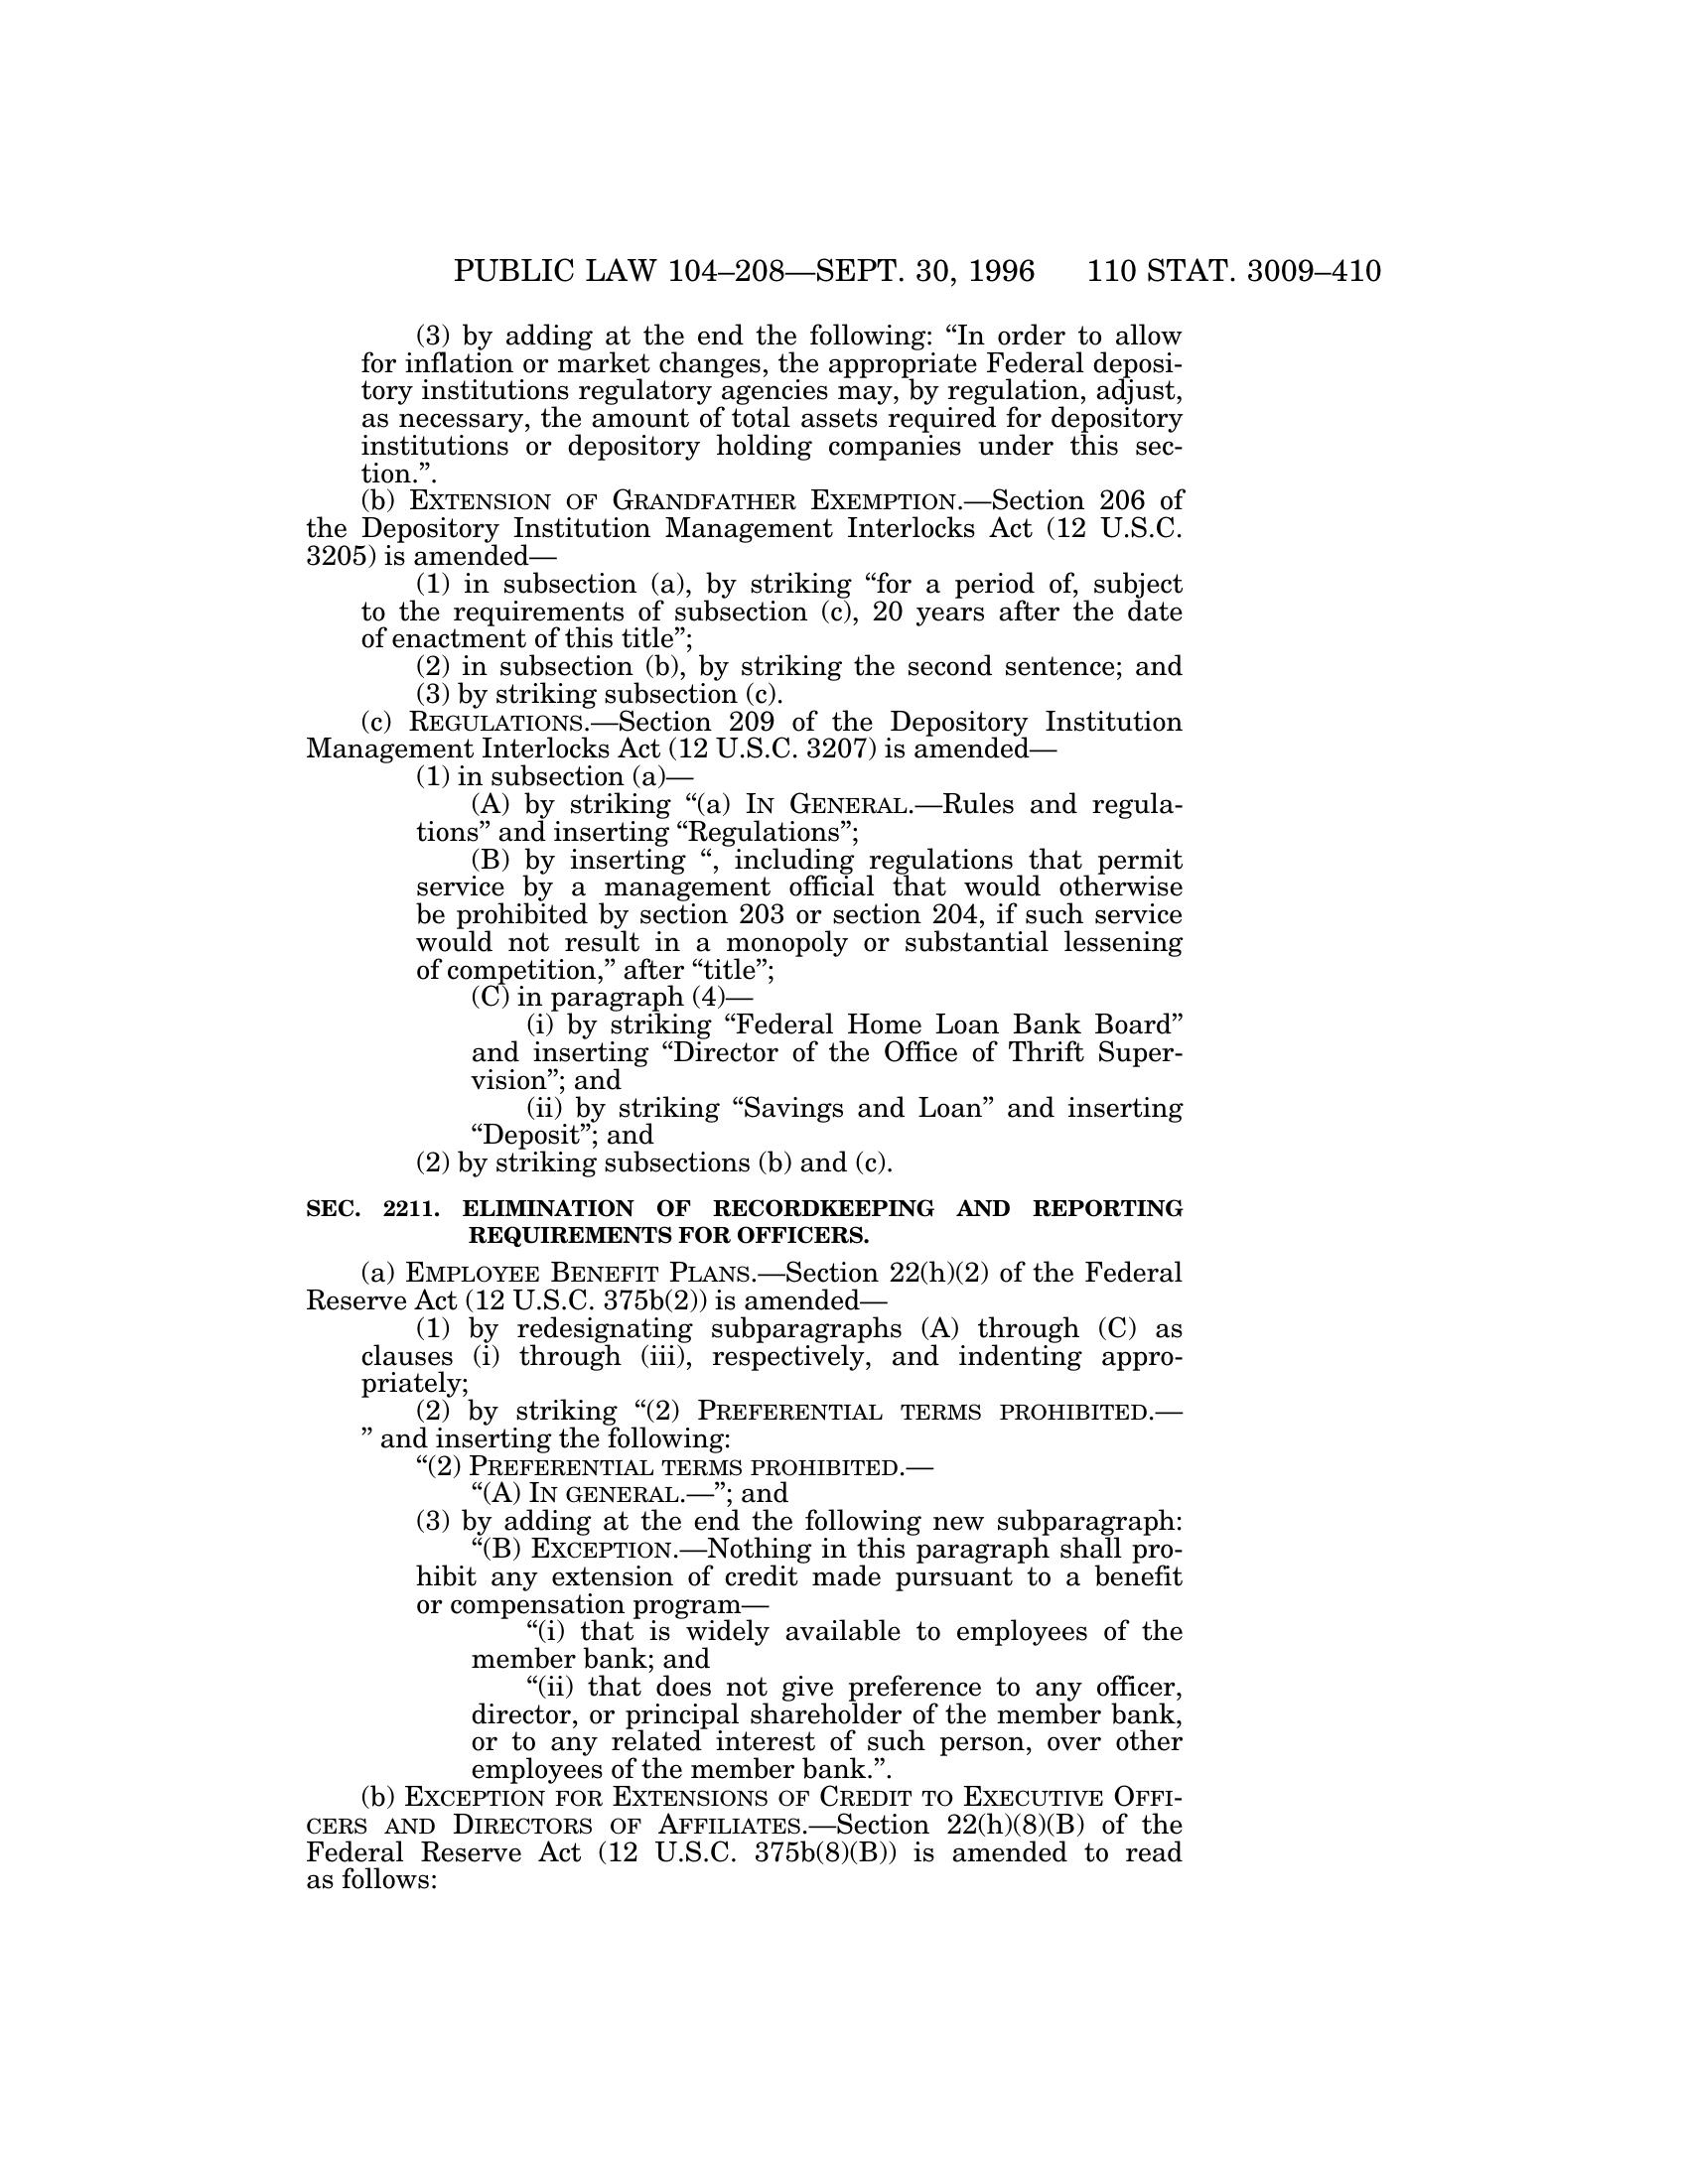 PUBLIC LAW 104–208—SEPT. 30, 1996 110 STAT. 3009–410
(3) by adding at the end the following: “In order to allow
for inflation or market changes, the appropriate Federal deposi-
tory institutions regulatory agencies may, by regulation, adjust,
as necessary, the amount of total assets required for depository
institutions or depository holding companies under this sec-
tion.”.
(b) EXTENSION OF GRANDFATHER EXEMPTION.—Section 206 of
the Depository Institution Management Interlocks Act (12 U.S.C.
3205) is amended—
(1) in subsection (a), by striking “for a period of, subject
to the requirements of subsection (c), 20 years after the date
of enactment of this title”;
(2) in subsection (b), by striking the second sentence; and
(3) by striking subsection (c).
(c) REGULATIONS.—Section 209 of the Depository Institution
Management Interlocks Act (12 U.S.C. 3207) is amended—
(1) in subsection (a)—
(A) by striking “(a) IN GENERAL.—Rules and regula-
tions” and inserting “Regulations”;
(B) by inserting “, including regulations that permit
service by a management official that would otherwise
be prohibited by section 203 or section 204, if such service
would not result in a monopoly or substantial lessening
of competition,” after “title”;
(C) in paragraph (4)—
(i) by striking “Federal Home Loan Bank Board”
and inserting “Director of the Office of Thrift Super-
vision”; and
(ii) by striking “Savings and Loan” and inserting
“Deposit”; and
(2) by striking subsections (b) and (c).
SEC. 2211. ELIMINATION OF RECORDKEEPING AND REPORTING
REQUIREMENTS FOR OFFICERS.
(a) EMPLOYEE BENEFIT PLANS.—Section 22(h)(2) of the Federal
Reserve Act (12 U.S.C. 375b(2)) is amended—
(1) by redesignating subparagraphs (A) through (C) as
clauses (i) through (iii), respectively, and indenting appro-
priately;
(2) by striking “(2) PREFERENTIAL TERMS PROHIBITED.—
” and inserting the following:
“(2) PREFERENTIAL TERMS PROHIBITED.—
“(A) IN GENERAL.—”; and
(3) by adding at the end the following new subparagraph:
“(B) EXCEPTION.—Nothing in this paragraph shall pro-
hibit any extension of credit made pursuant to a benefit
or compensation program—
“(i) that is widely available to employees of the
member bank; and
“(ii) that does not give preference to any officer,
director, or principal shareholder of the member bank,
or to any related interest of such person, over other
employees of the member bank.”.
(b) EXCEPTION FOR EXTENSIONS OF CREDIT TO EXECUTIVE OFFI-
CERS AND DIRECTORS OF AFFILIATES.—Section 22(h)(8)(B) of the
Federal Reserve Act (12 U.S.C. 375b(8)(B)) is amended to read
as follows: